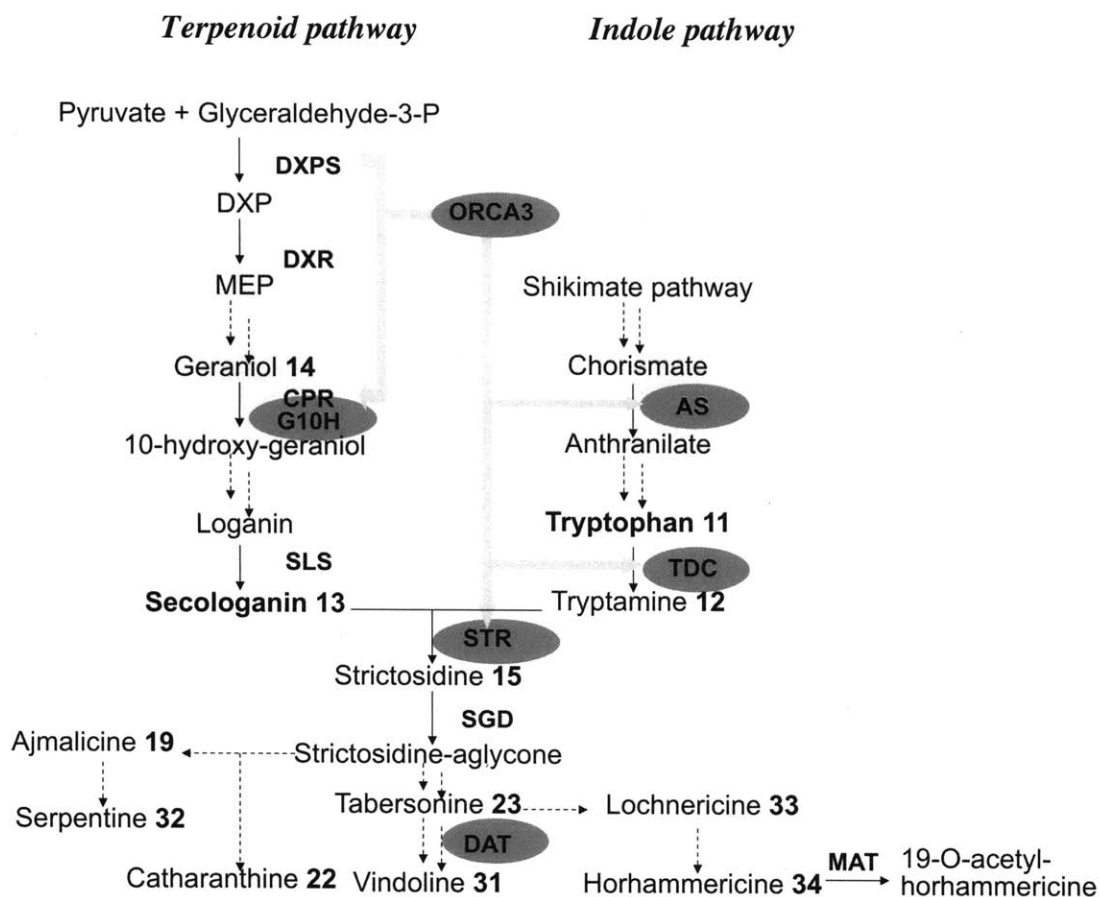 Terpenoid pathway
Indole pathway
Pyruvate + Glyceraldehyde-3-P
DXPS
DXP
ORCA3
DXR
MEP
Shikimate pathway
Geraniol 14
Chorismate
CPR
G10H
AS
10-hydroxy-geraniol
Anthranilate
Loganin
Tryptophan 11
SLS
TDC
Secologanin 13
Tryptamine 12
STR
Strictosidine 15
SGD
Ajmalicine 19
Strictosidine-aglycone
Serpentine 32
Tabersonine 23
Lochnericine 33
DAT
Catharanthine 22
Vindoline 31
Horhammericine 34
MAT
19-O-acetyl-
horhammericine